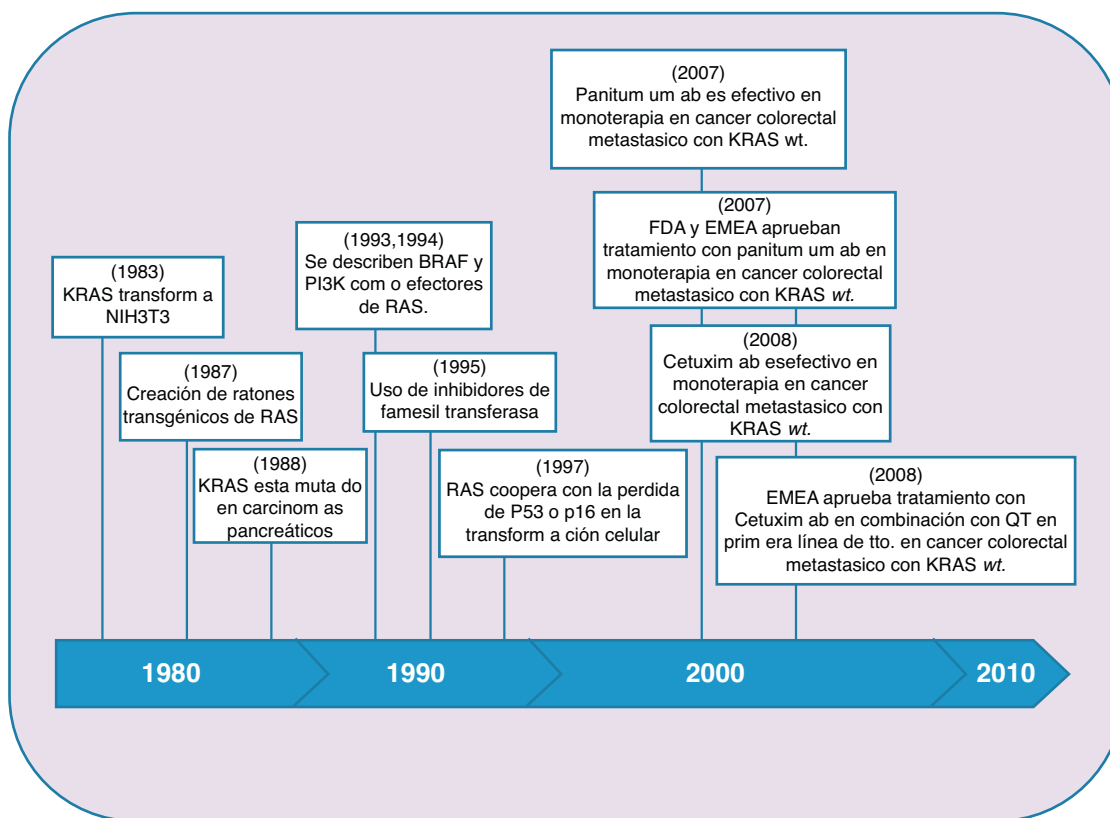 (2007)
Panitum um ab es efectivo en
monoterapia en cancer colorectal
metastasico con KRAS wt.
(2007)
FDA y EMEA aprueban
tratamiento con panitum um ab en
monoterapia en cancer colorectal
metastasico con KRAS wt.
(1993,1994)
Se describen BRAF y
PI3K com o efectores
de RAS.
(1983)
KRAS transform a
NIH3T3
(2008)
Cetuxim ab esefectivo en
monoterapia en cancer
colorectal metastasico con
KRAS wt.
(1987)
Creación de ratones
transgénicos de RAS
(1995)
Uso de inhibidores de
famesil transferasa
(1988)
KRAS esta muta do
en carcinom as
pancreáticos
(1997)
RAS coopera con la perdida
de P53 o p16 en la
transform a ción celular
(2008)
EMEA aprueba tratamiento con
Cetuxim ab en combinación con QT en
prim era línea de tto. en cancer colorectal
metastasico con KRAS wt.
1980
1990
2000
2010